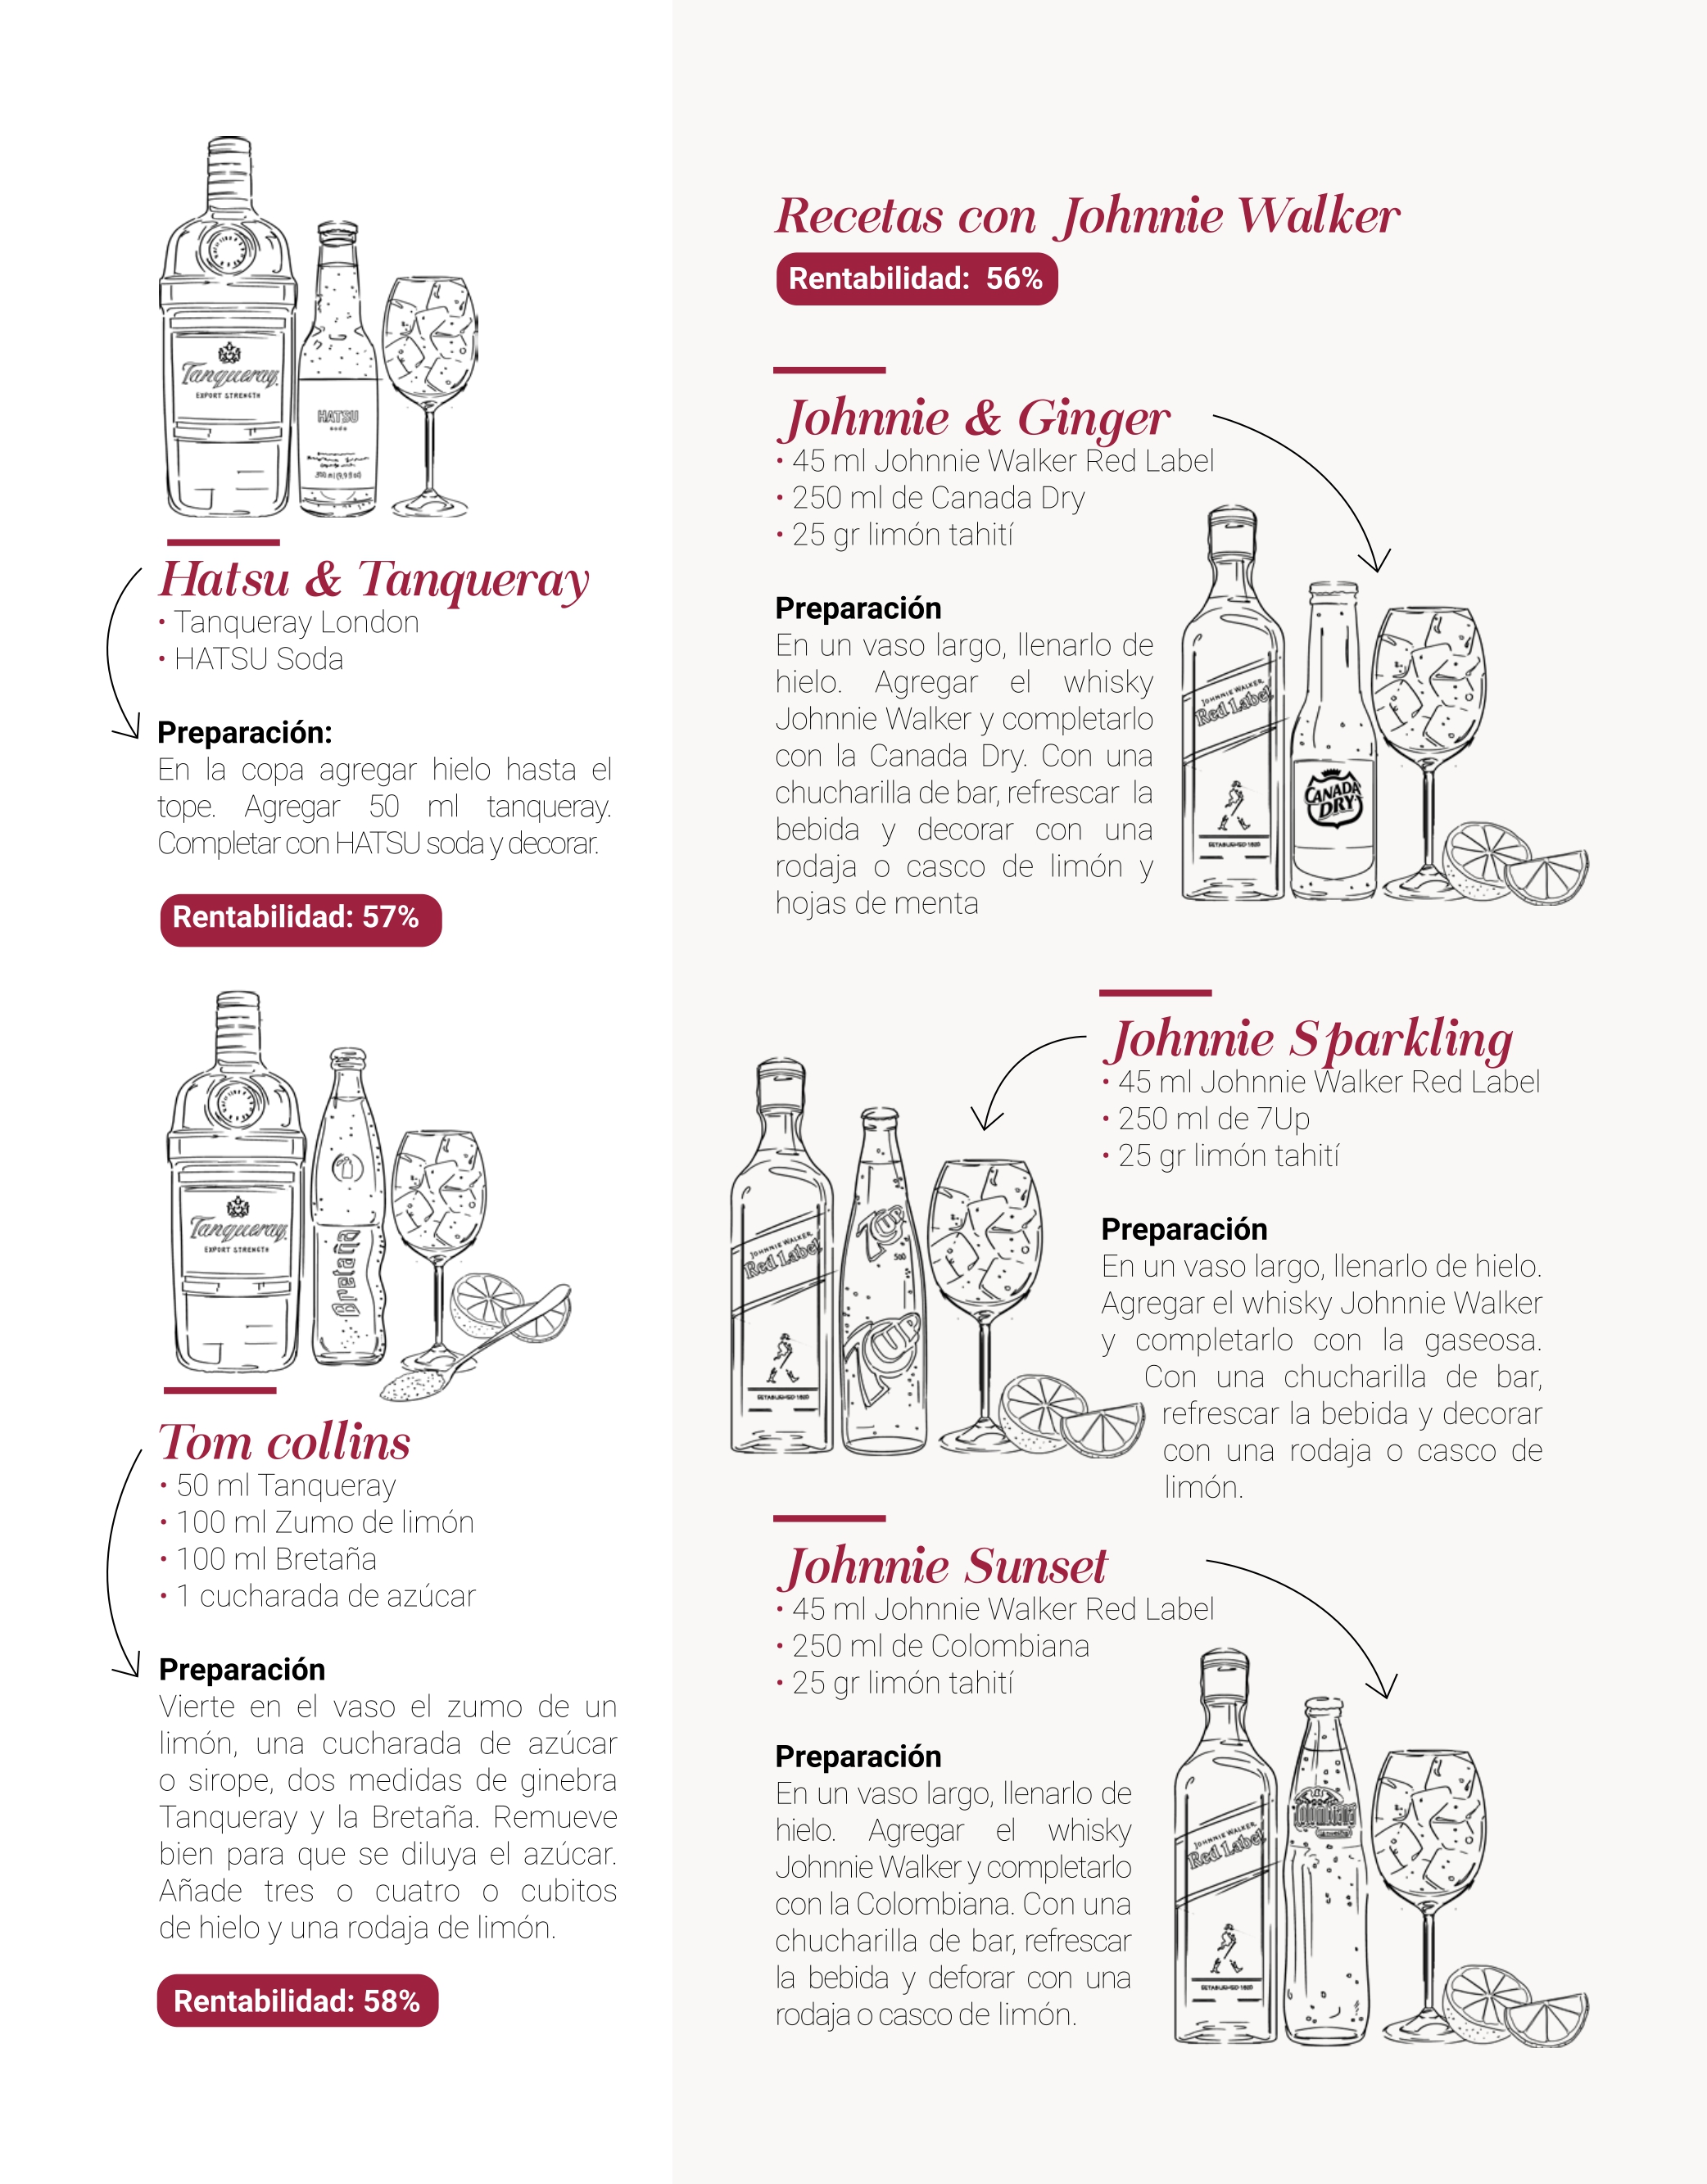 Tanqueray
EXPORT STRENGTH
HATSU
soda
Hatsu & Tanqueray
• Tanqueray London
• HATSU Soda
Preparación:
En la copa agregar hielo hasta el
tope. Agregar 50 ml tanqueray.
Completar con HATSU soda y decorar.
Rentabilidad: 57%
Tanqueray
EXPORT STRENGTH
Bretaña
Tom collins
• 50 ml Tanqueray
• 100 ml Zumo de limón
• 100 ml Bretaña
• 1 cucharada de azúcar
Preparación
Vierte en el vaso el zumo de un
limón, una cucharada de azúcar
o sirope, dos medidas de ginebra
Tanqueray y la Bretaña. Remueve
bien para que se diluya el azúcar.
Añade tres o cuatro o cubitos
de hielo y una rodaja de limón.
Rentabilidad: 58%
Recetas con Johnnie Walker
Rentabilidad: 56%
Johnnie & Ginger
• 45 ml Johnnie Walker Red Label
• 250 ml de Canada Dry
• 25 gr limón tahití
Preparación
En un vaso largo, llenarlo de
hielo. Agregar el whisky
Johnnie Walker y completarlo
con la Canada Dry. Con una
chucharilla de bar, refrescar la
bebida y decorar con una
rodaja o casco de limón y
hojas de menta
JOHNNIE WALKER
Red Label
ESTABLISHED 1820
CANADA
DRY
Johnnie Sparkling
• 45 ml Johnnie Walker Red Label
• 250 ml de 7Up
• 25 gr limón tahití
Preparación
En un vaso largo, llenarlo de hielo.
Agregar el whisky Johnnie Walker
y completarlo con la gaseosa.
Con una chucharilla de bar,
refrescar la bebida y decorar
con una rodaja o casco de
limón.
JOHNNIE WALKER
Red Label
ESTABLISHED 1820
7UP
500
7UP
Johnnie Sunset
• 45 ml Johnnie Walker Red Label
• 250 ml de Colombiana
• 25 gr limón tahití
Preparación
En un vaso largo, llenarlo de
hielo. Agregar el whisky
Johnnie Walker y completarlo
con la Colombiana. Con una
chucharilla de bar, refrescar
la bebida y deforar con una
rodaja o casco de limón.
JOHNNIE WALKER
Red Label
ESTABLISHED 1820
Colombiana